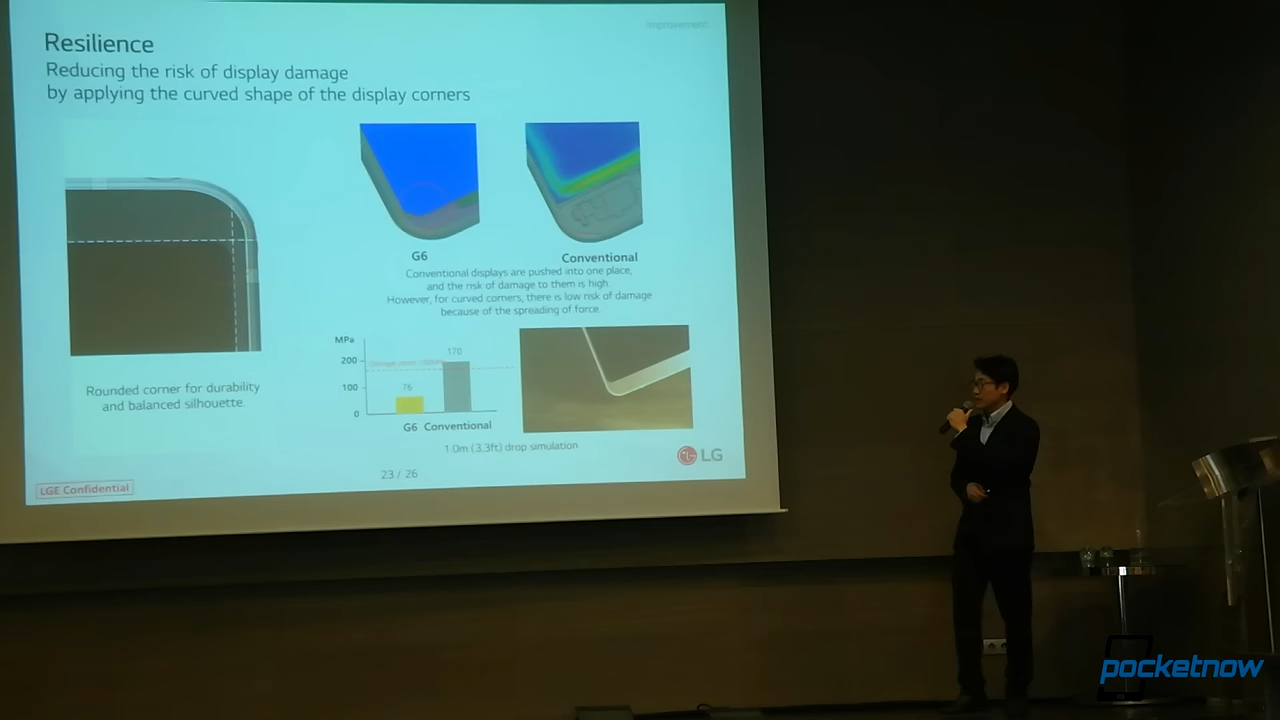 Improvement
Resilience
Reducing the risk of display damage
by applying the curved shape of the display corners
G6
Conventional
Conventional displays are pushed into one place,
and the risk of damage to them is high.
However, for curved corners, there is low risk of damage
because of the spreading of force.
Rounded corner for durability
and balanced silhouette.
MPa
200
100
0
76
170
G6 Conventional
1.0m (3.3ft) drop simulation
LG
23 / 26
LGE Confidential
pocketnow